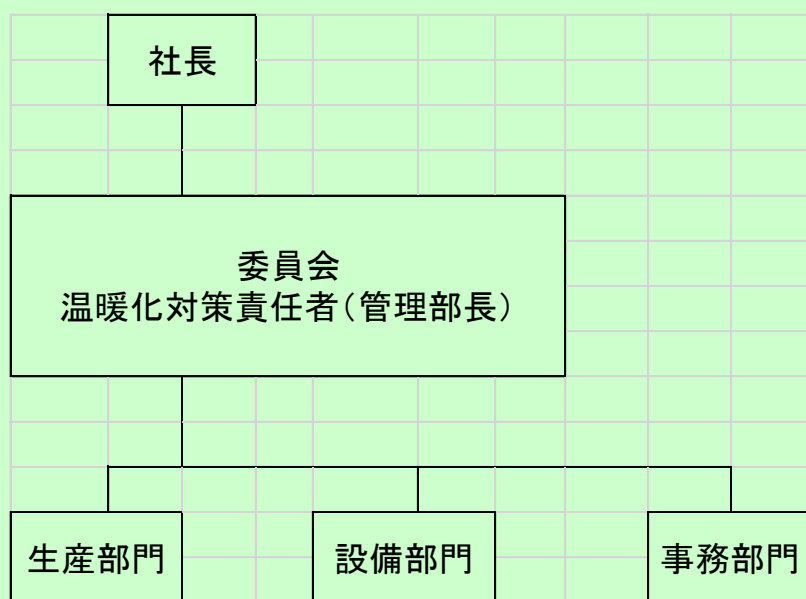 社長
委員会
温暖化対策責任者（管理部長）
生産部門
設備部門
事務部門